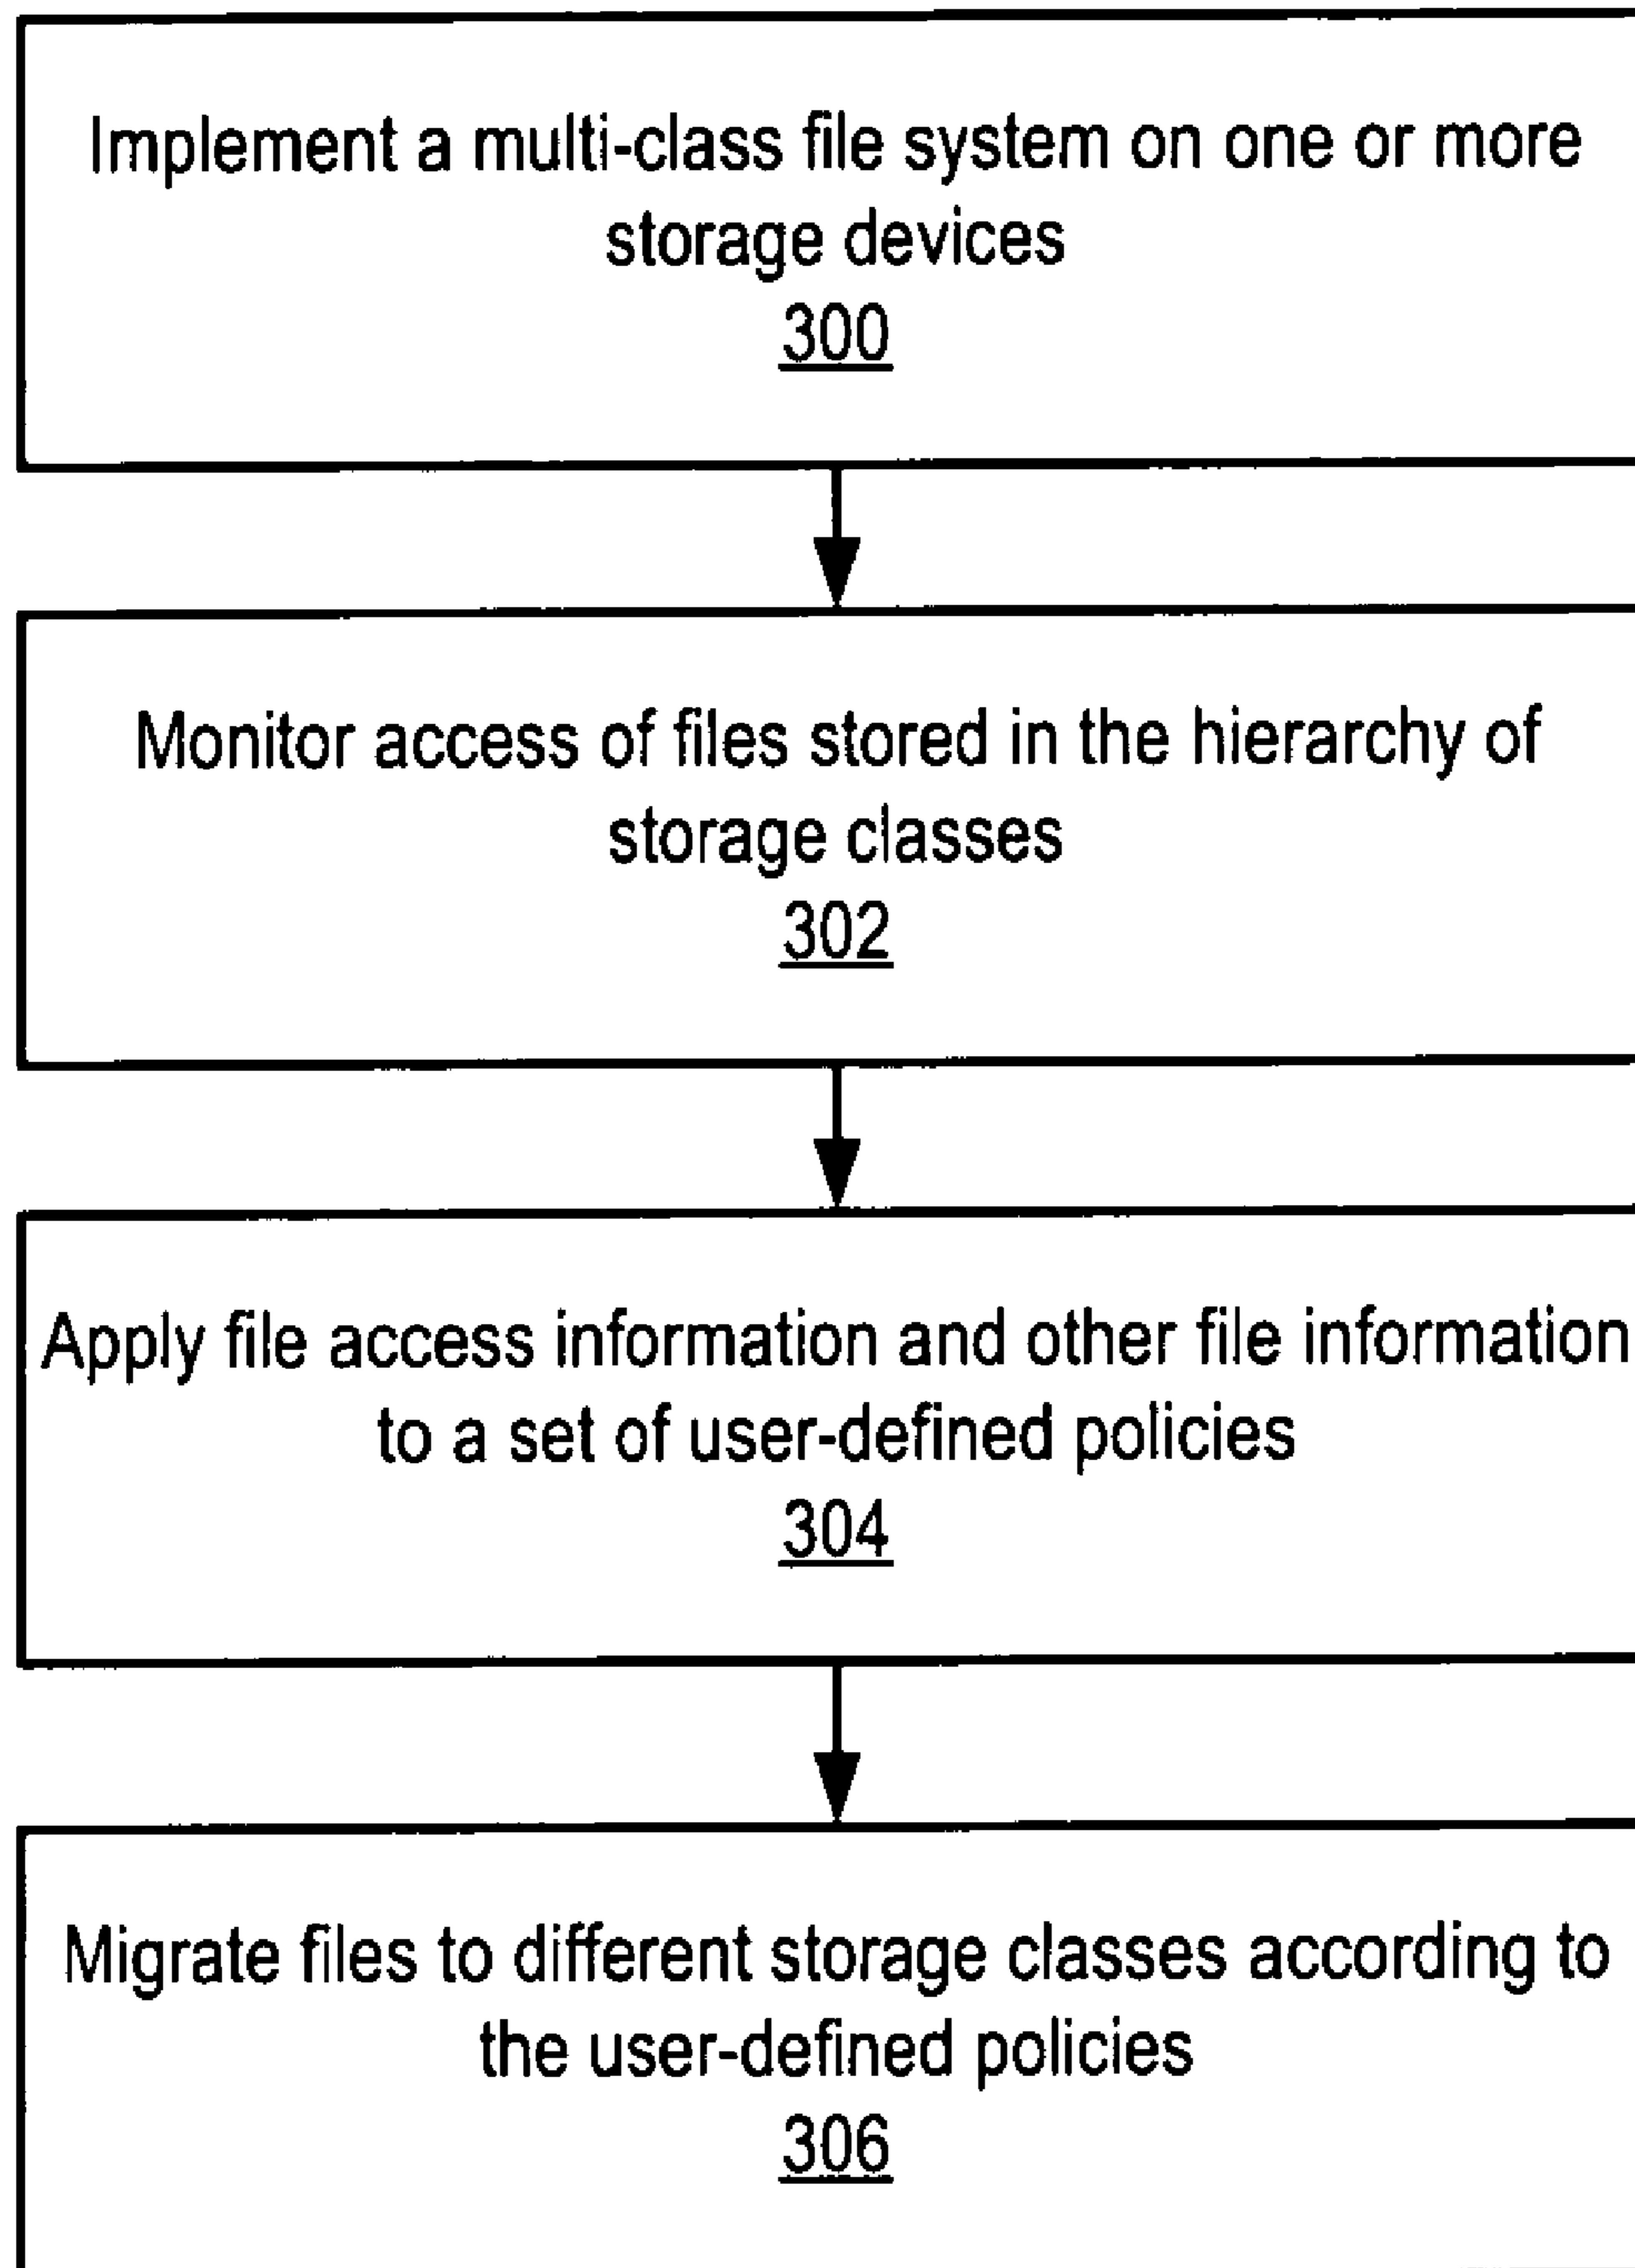 Implement a multi-class file system on one or more
storage devices
300
Monitor access of files stored in the hierarchy of
storage classes
302
Apply file access information and other file information
to a set of user-defined policies
304
Migrate files to different storage classes according to
the user-defined policies
306